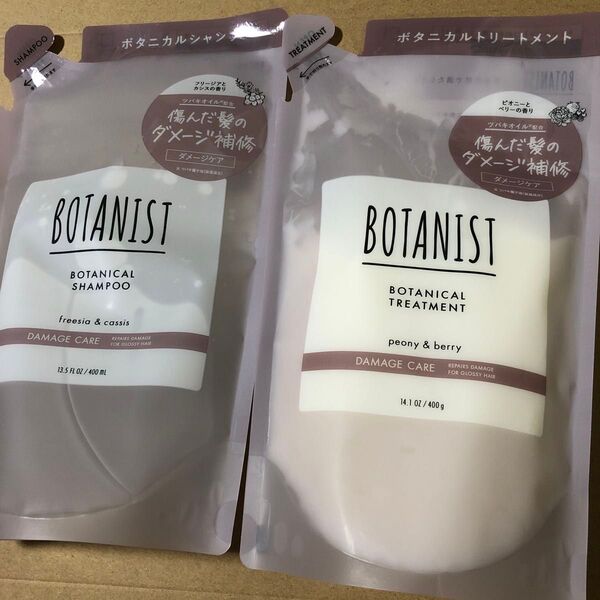 SHAMPOO
ボタニカルシャン
フリージアと
カシスの香り
ツバキオイル*配合
傷んだ髪の
ダメージ補修
ダメージケア
BOTANIST
BOTANICAL
SHAMPOO
freesia & cassis
DAMAGE CARE
REPAIRS DAMAGE
FOR GLOSSY HAIR
13.5 FL OZ / 400 mL
TREATMENT
ボタニカルトリートメント
ピオニーと
ベリーの香り
ツバキオイル*配合
傷んだ髪の
ダメージ補修
ダメージケア
BOTANIST
BOTANICAL
TREATMENT
peony & berry
DAMAGE CARE
REPAIRS DAMAGE
FOR GLOSSY HAIR
14.1 OZ / 400 g